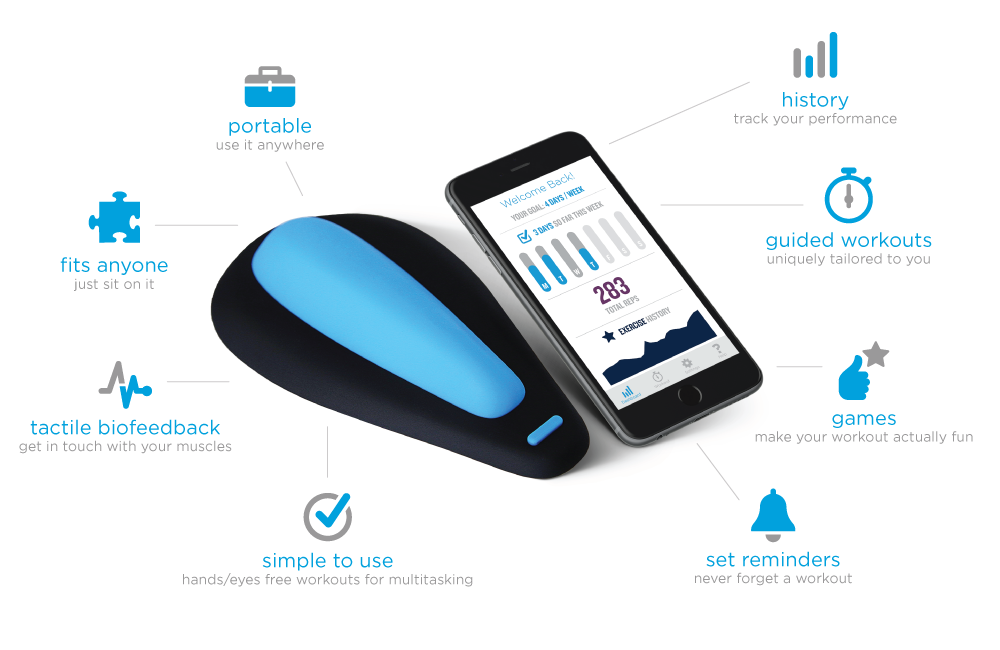 portable
use it anywhere
history
track your performance
fits anyone
just sit on it
guided workouts
uniquely tailored to you
Welcome Back!
YOUR GOAL: 4 DAYS / WEEK
3 DAYS SO FAR THIS WEEK
M T W T
283
TOTAL REPS
EXERCISE HISTORY
tactile biofeedback
get in touch with your muscles
games
make your workout actually fun
simple to use
hands/eyes free workouts for multitasking
set reminders
never forget a workout